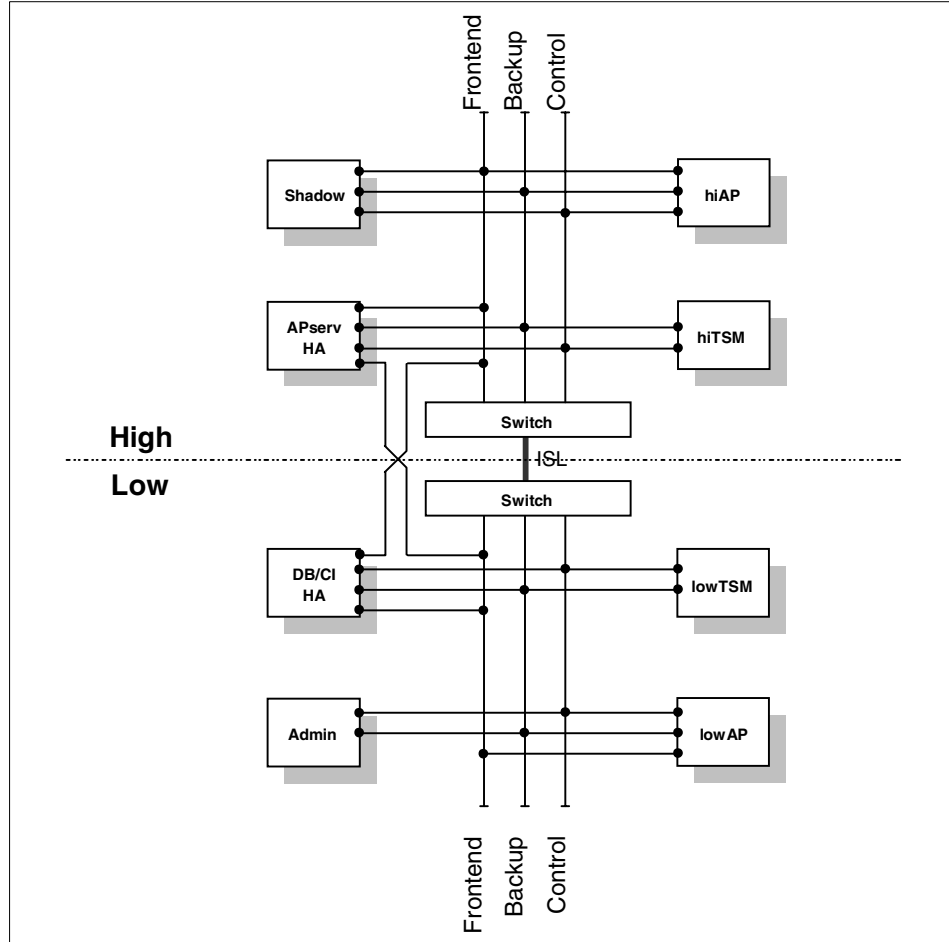 Frontend
Backup
Control
Shadow
hiAP
APserv
HA
hiTSM
Switch
High
ISL
Low
Switch
DB/CI
HA
lowTSM
Admin
lowAP
Frontend
Backup
Control